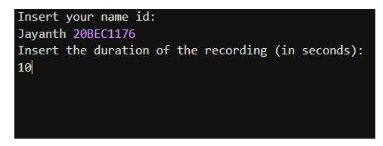 Insert your name id:
Jayanth 20BEC1176
Insert the duration of the recording (in seconds):
10